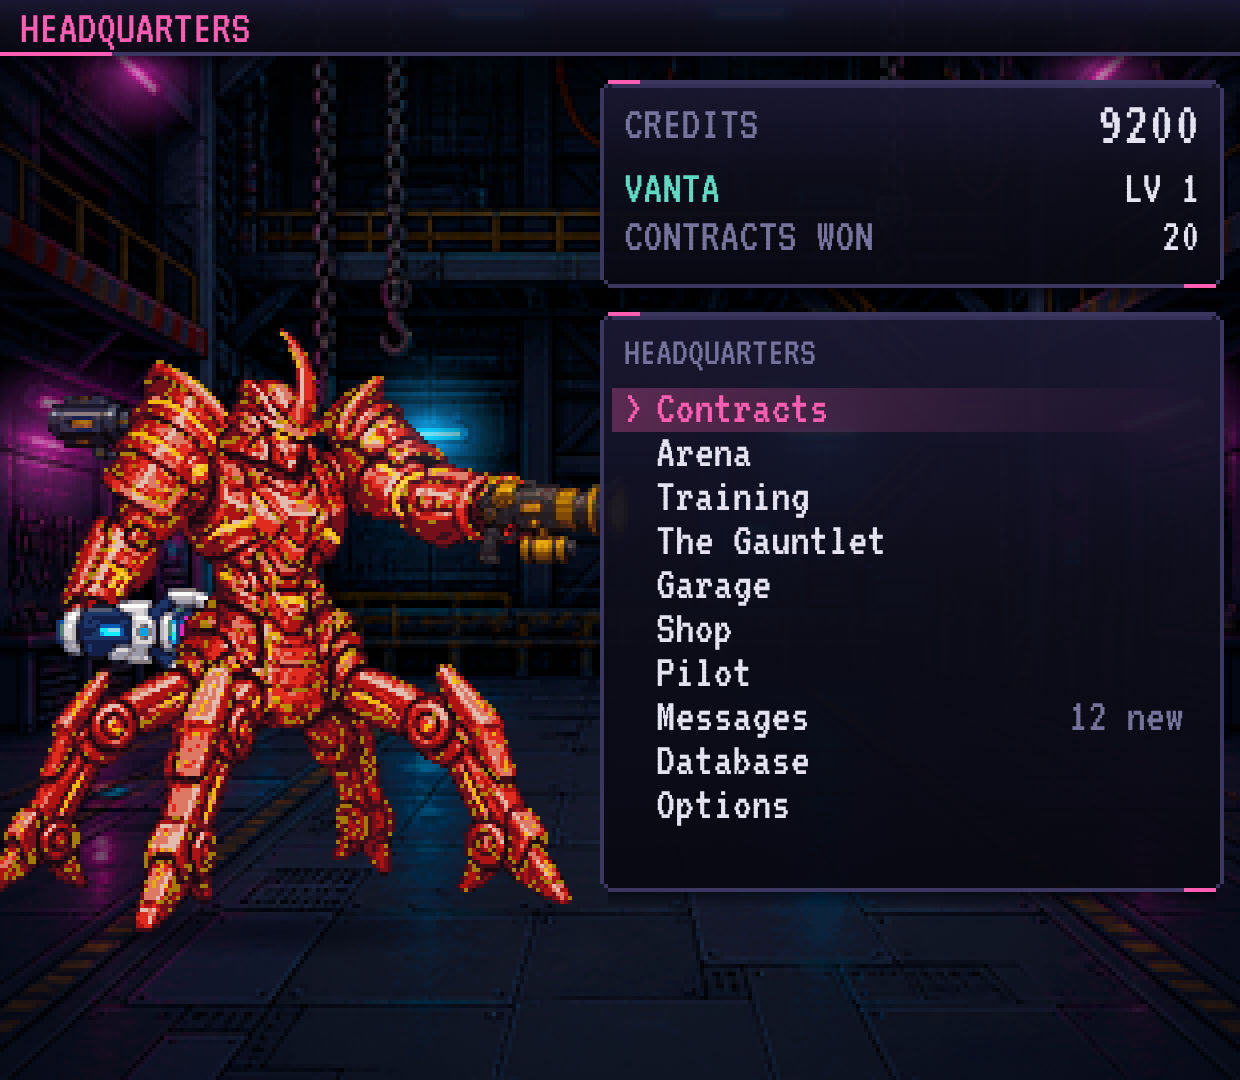 HEADQUARTERS
CREDITS 9200
VANTA LV 1
CONTRACTS WON 20
HEADQUARTERS
> Contracts
Arena
Training
The Gauntlet
Garage
Shop
Pilot
Messages 12 new
Database
Options